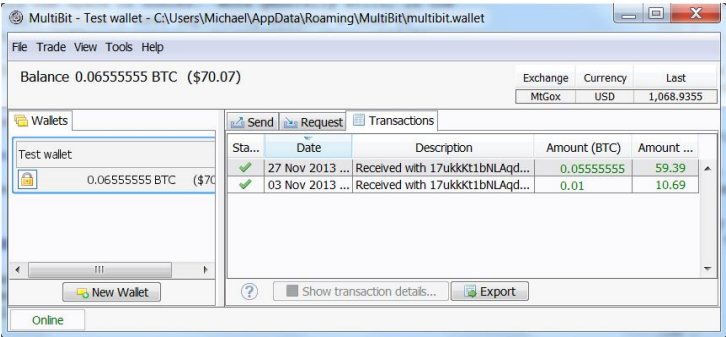 MultiBit - Test wallet - C:\Users\Michael\AppData\Roaming\MultiBit\multibit.wallet
File Trade View Tools Help
Balance 0.06555555 BTC ($70.07)
Exchange Currency Last
MtGox USD 1,068.9355
Wallets
Send Request Transactions
Test wallet
0.06555555 BTC ($70
Sta... Date Description Amount (BTC) Amount ...
27 Nov 2013 ... Received with 17ukkKt1bNLAqd... 0.05555555 59.39
03 Nov 2013 ... Received with 17ukkKt1bNLAqd... 0.01 10.69
New Wallet
? Show transaction details... Export
Online